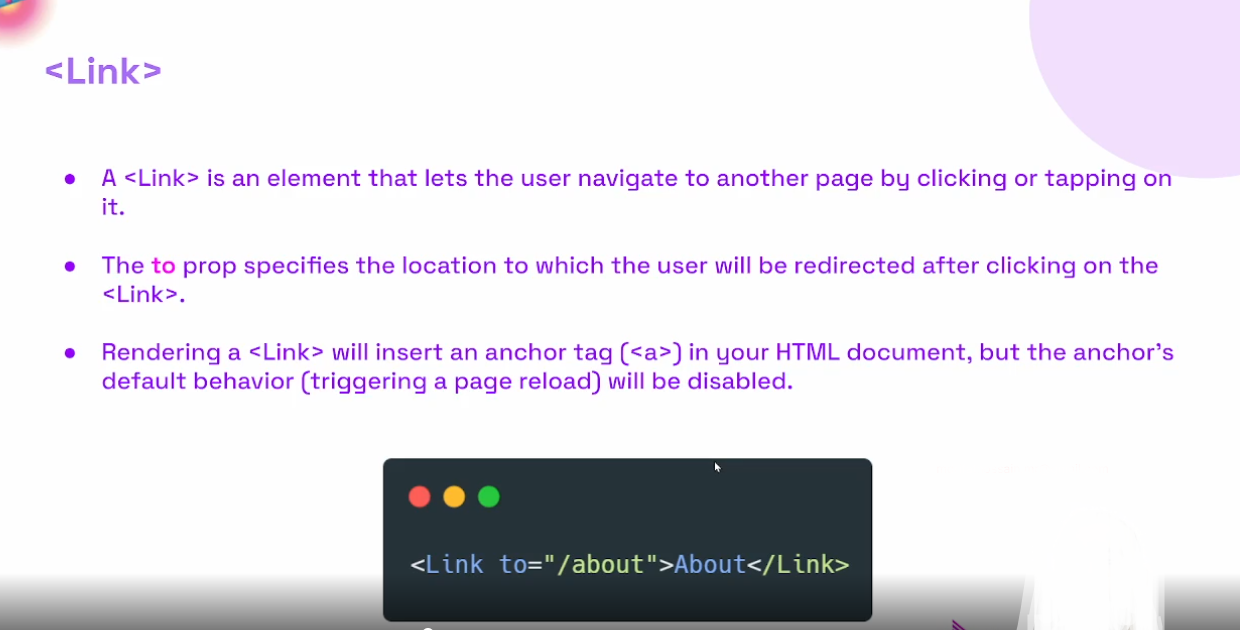 <Link>
● A <Link> is an element that lets the user navigate to another page by clicking or tapping on
it.
● The to prop specifies the location to which the user will be redirected after clicking on the
<Link>.
● Rendering a <Link> will insert an anchor tag (<a>) in your HTML document, but the anchor's
default behavior (triggering a page reload) will be disabled.
<Link to="/about">About</Link>